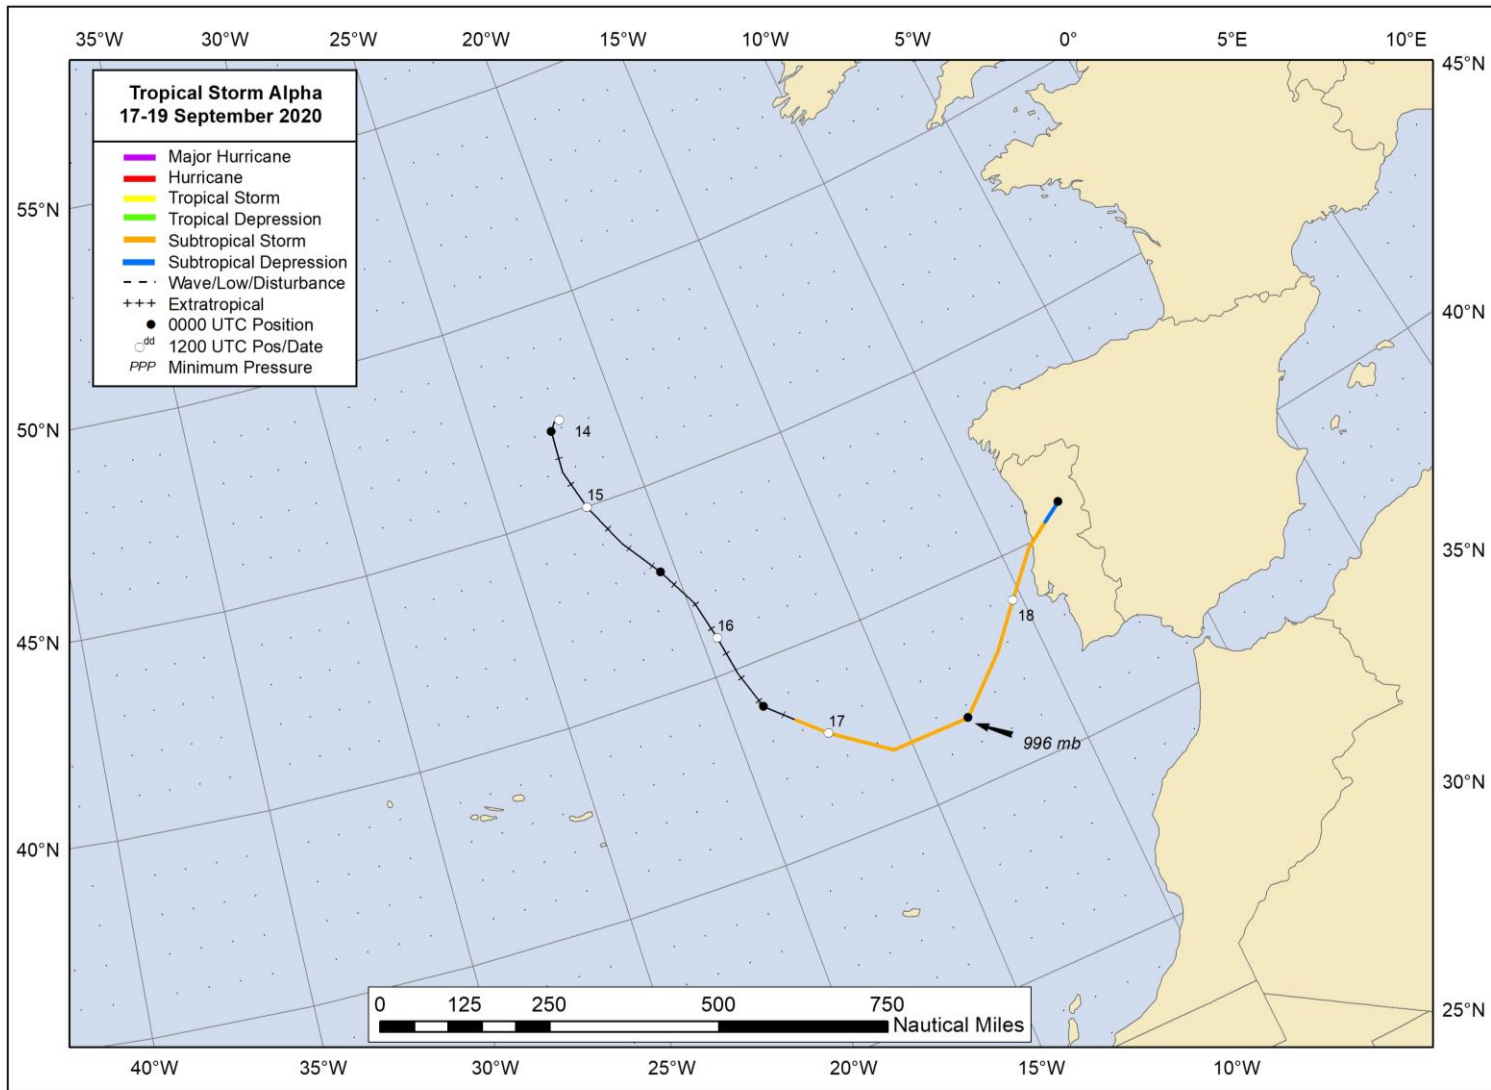 35°W 30°W 25°W 20°W 15°W 10°W 5°W 0° 5°E 10°E
45°N
Tropical Storm Alpha
17-19 September 2020
Major Hurricane
Hurricane
Tropical Storm
Tropical Depression
Subtropical Storm
Subtropical Depression
Wave/Low/Disturbance
Extratropical
0000 UTC Position
dd 1200 UTC Pos/Date
PPP Minimum Pressure
55°N
40°N
50°N
14
15
35°N
18
16
45°N
17
996 mb
30°N
40°N
0 125 250 500 750
Nautical Miles
25°N
40°W 35°W 30°W 25°W 20°W 15°W 10°W